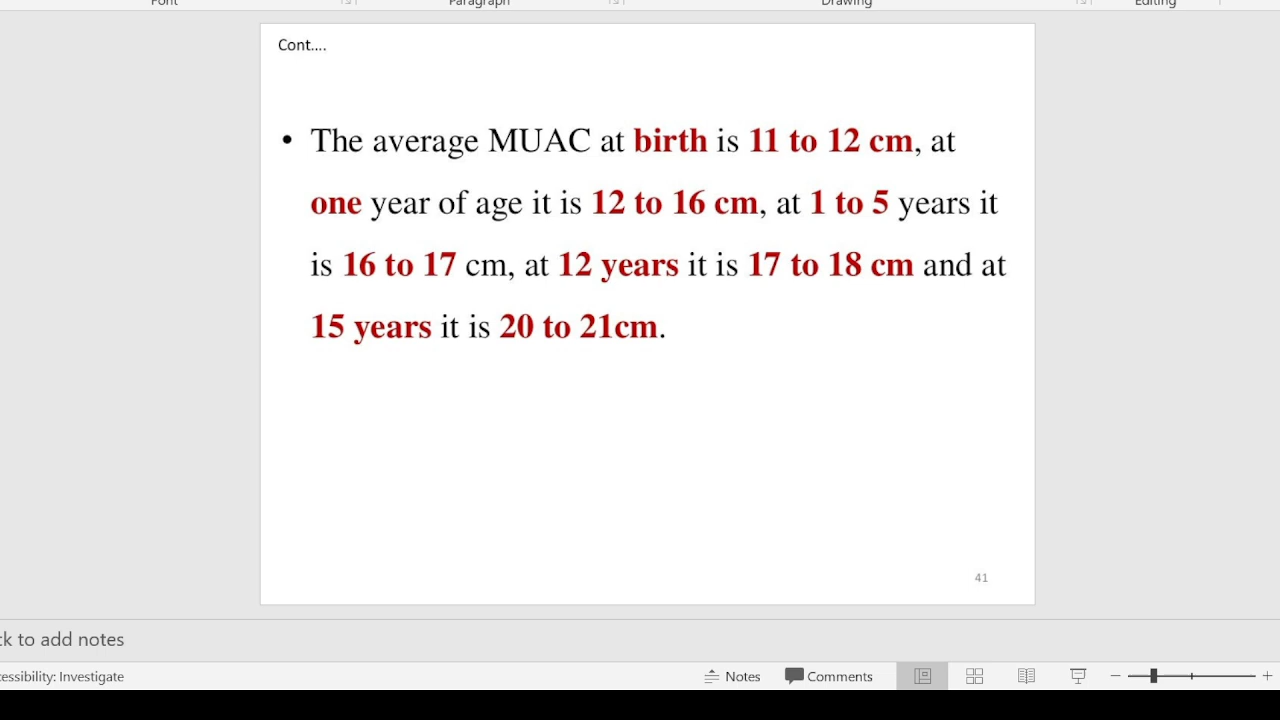 Font Paragraph Drawing Editing
Cont....
• The average MUAC at birth is 11 to 12 cm, at
one year of age it is 12 to 16 cm, at 1 to 5 years it
is 16 to 17 cm, at 12 years it is 17 to 18 cm and at
15 years it is 20 to 21cm.
41
ck to add notes
cessibility: Investigate Notes Comments